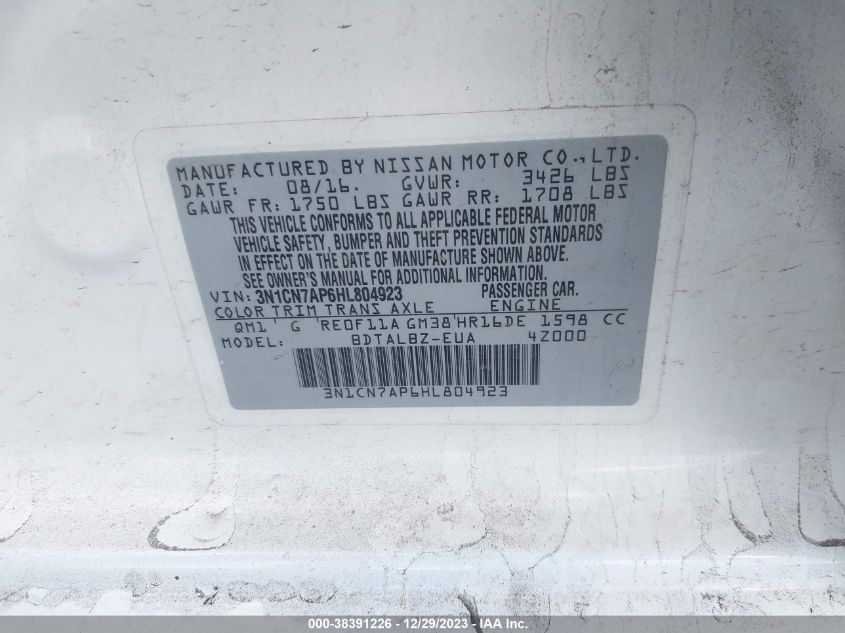 MANUFACTURED BY NISSAN MOTOR CO., LTD.
DATE: 08/16. GVWR: 3426 LBS
GAWR FR: 1750 LBS GAWR RR: 1708 LBS
THIS VEHICLE CONFORMS TO ALL APPLICABLE FEDERAL MOTOR
VEHICLE SAFETY, BUMPER AND THEFT PREVENTION STANDARDS
IN EFFECT ON THE DATE OF MANUFACTURE SHOWN ABOVE.
SEE OWNER'S MANUAL FOR ADDITIONAL INFORMATION.
VIN: 3N1CN7AP6HL804923 PASSENGER CAR.
COLOR TRIM TRANS AXLE ENGINE
QM1 G RE0F11A GM38 HR16DE 1598 CC
MODEL: BDTALBZ-EUA 4Z000
3N1CN7AP6HL804923
000-38391226 - 12/29/2023 - IAA Inc.